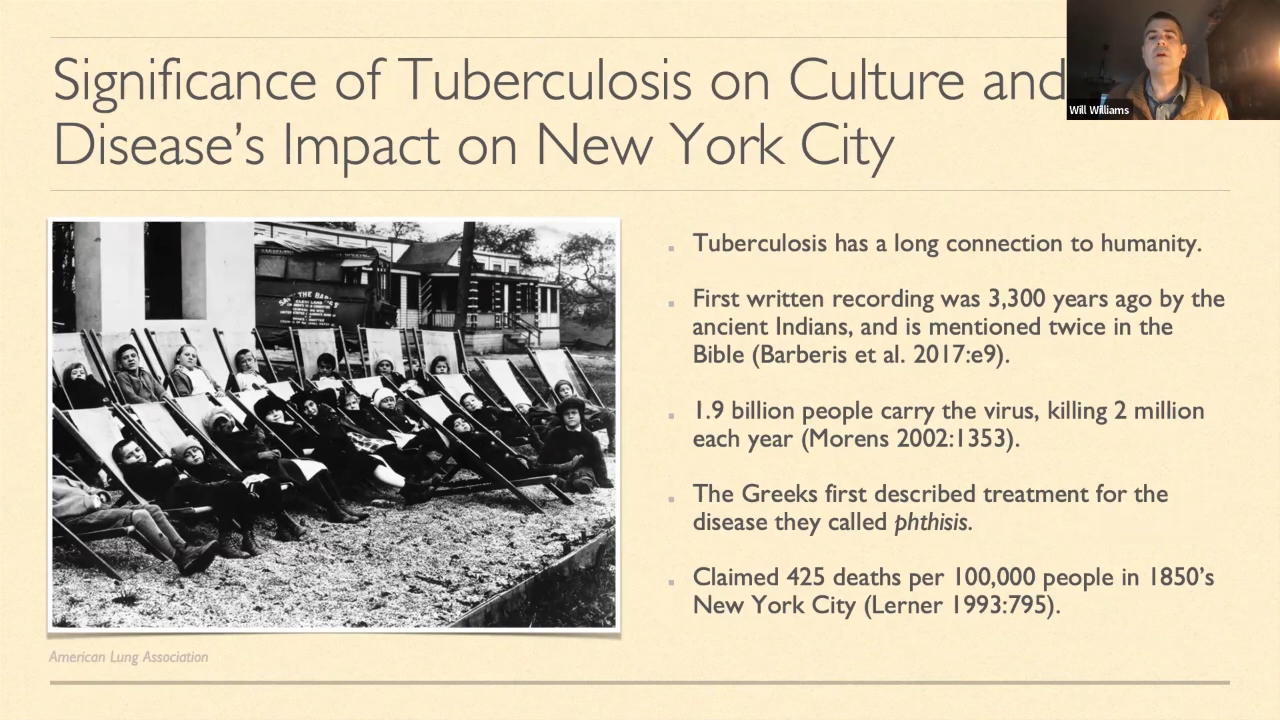 Significance of Tuberculosis on Culture and
Disease’s Impact on New York City
Will Williams
Tuberculosis has a long connection to humanity.
First written recording was 3,300 years ago by the
ancient Indians, and is mentioned twice in the
Bible (Barberis et al. 2017:e9).
1.9 billion people carry the virus, killing 2 million
each year (Morens 2002:1353).
The Greeks first described treatment for the
disease they called phthisis.
Claimed 425 deaths per 100,000 people in 1850’s
New York City (Lerner 1993:795).
THE
American Lung Association